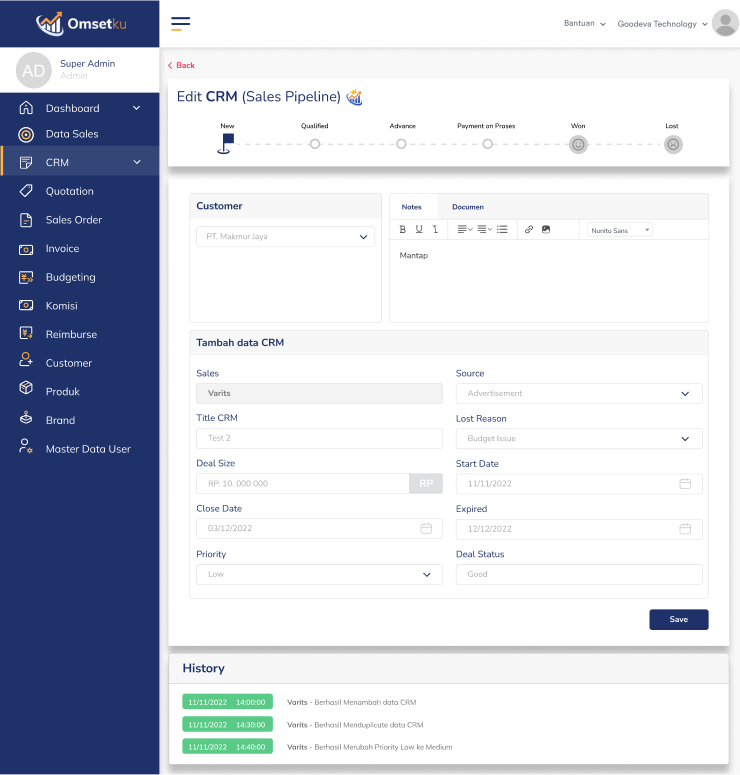 Omsetku
Bantuan
Goodeva Technology
AD
Super Admin
Admin
Dashboard
Data Sales
CRM
Quotation
Sales Order
Invoice
Budgeting
Komisi
Reimburse
Customer
Produk
Brand
Master Data User
Back
Edit CRM (Sales Pipeline)
New
Qualified
Advance
Payment on Proses
Won
Lost
Customer
PT. Makmur Jaya
Notes
Documen
B U I
Nunito Sans
Mantap
Tambah data CRM
Sales
Varits
Source
Advertisement
Title CRM
Test 2
Lost Reason
Budget Issue
Deal Size
RP. 10. 000 000
RP
Start Date
11/11/2022
Close Date
03/12/2022
Expired
12/12/2022
Priority
Low
Deal Status
Good
Save
History
11/11/2022 14:00:00 Varits - Berhasil Menambah data CRM
11/11/2022 14:30:00 Varits - Berhasil Menduplicate data CRM
11/11/2022 14:40:00 Varits - Berhasil Merubah Priority Low ke Medium